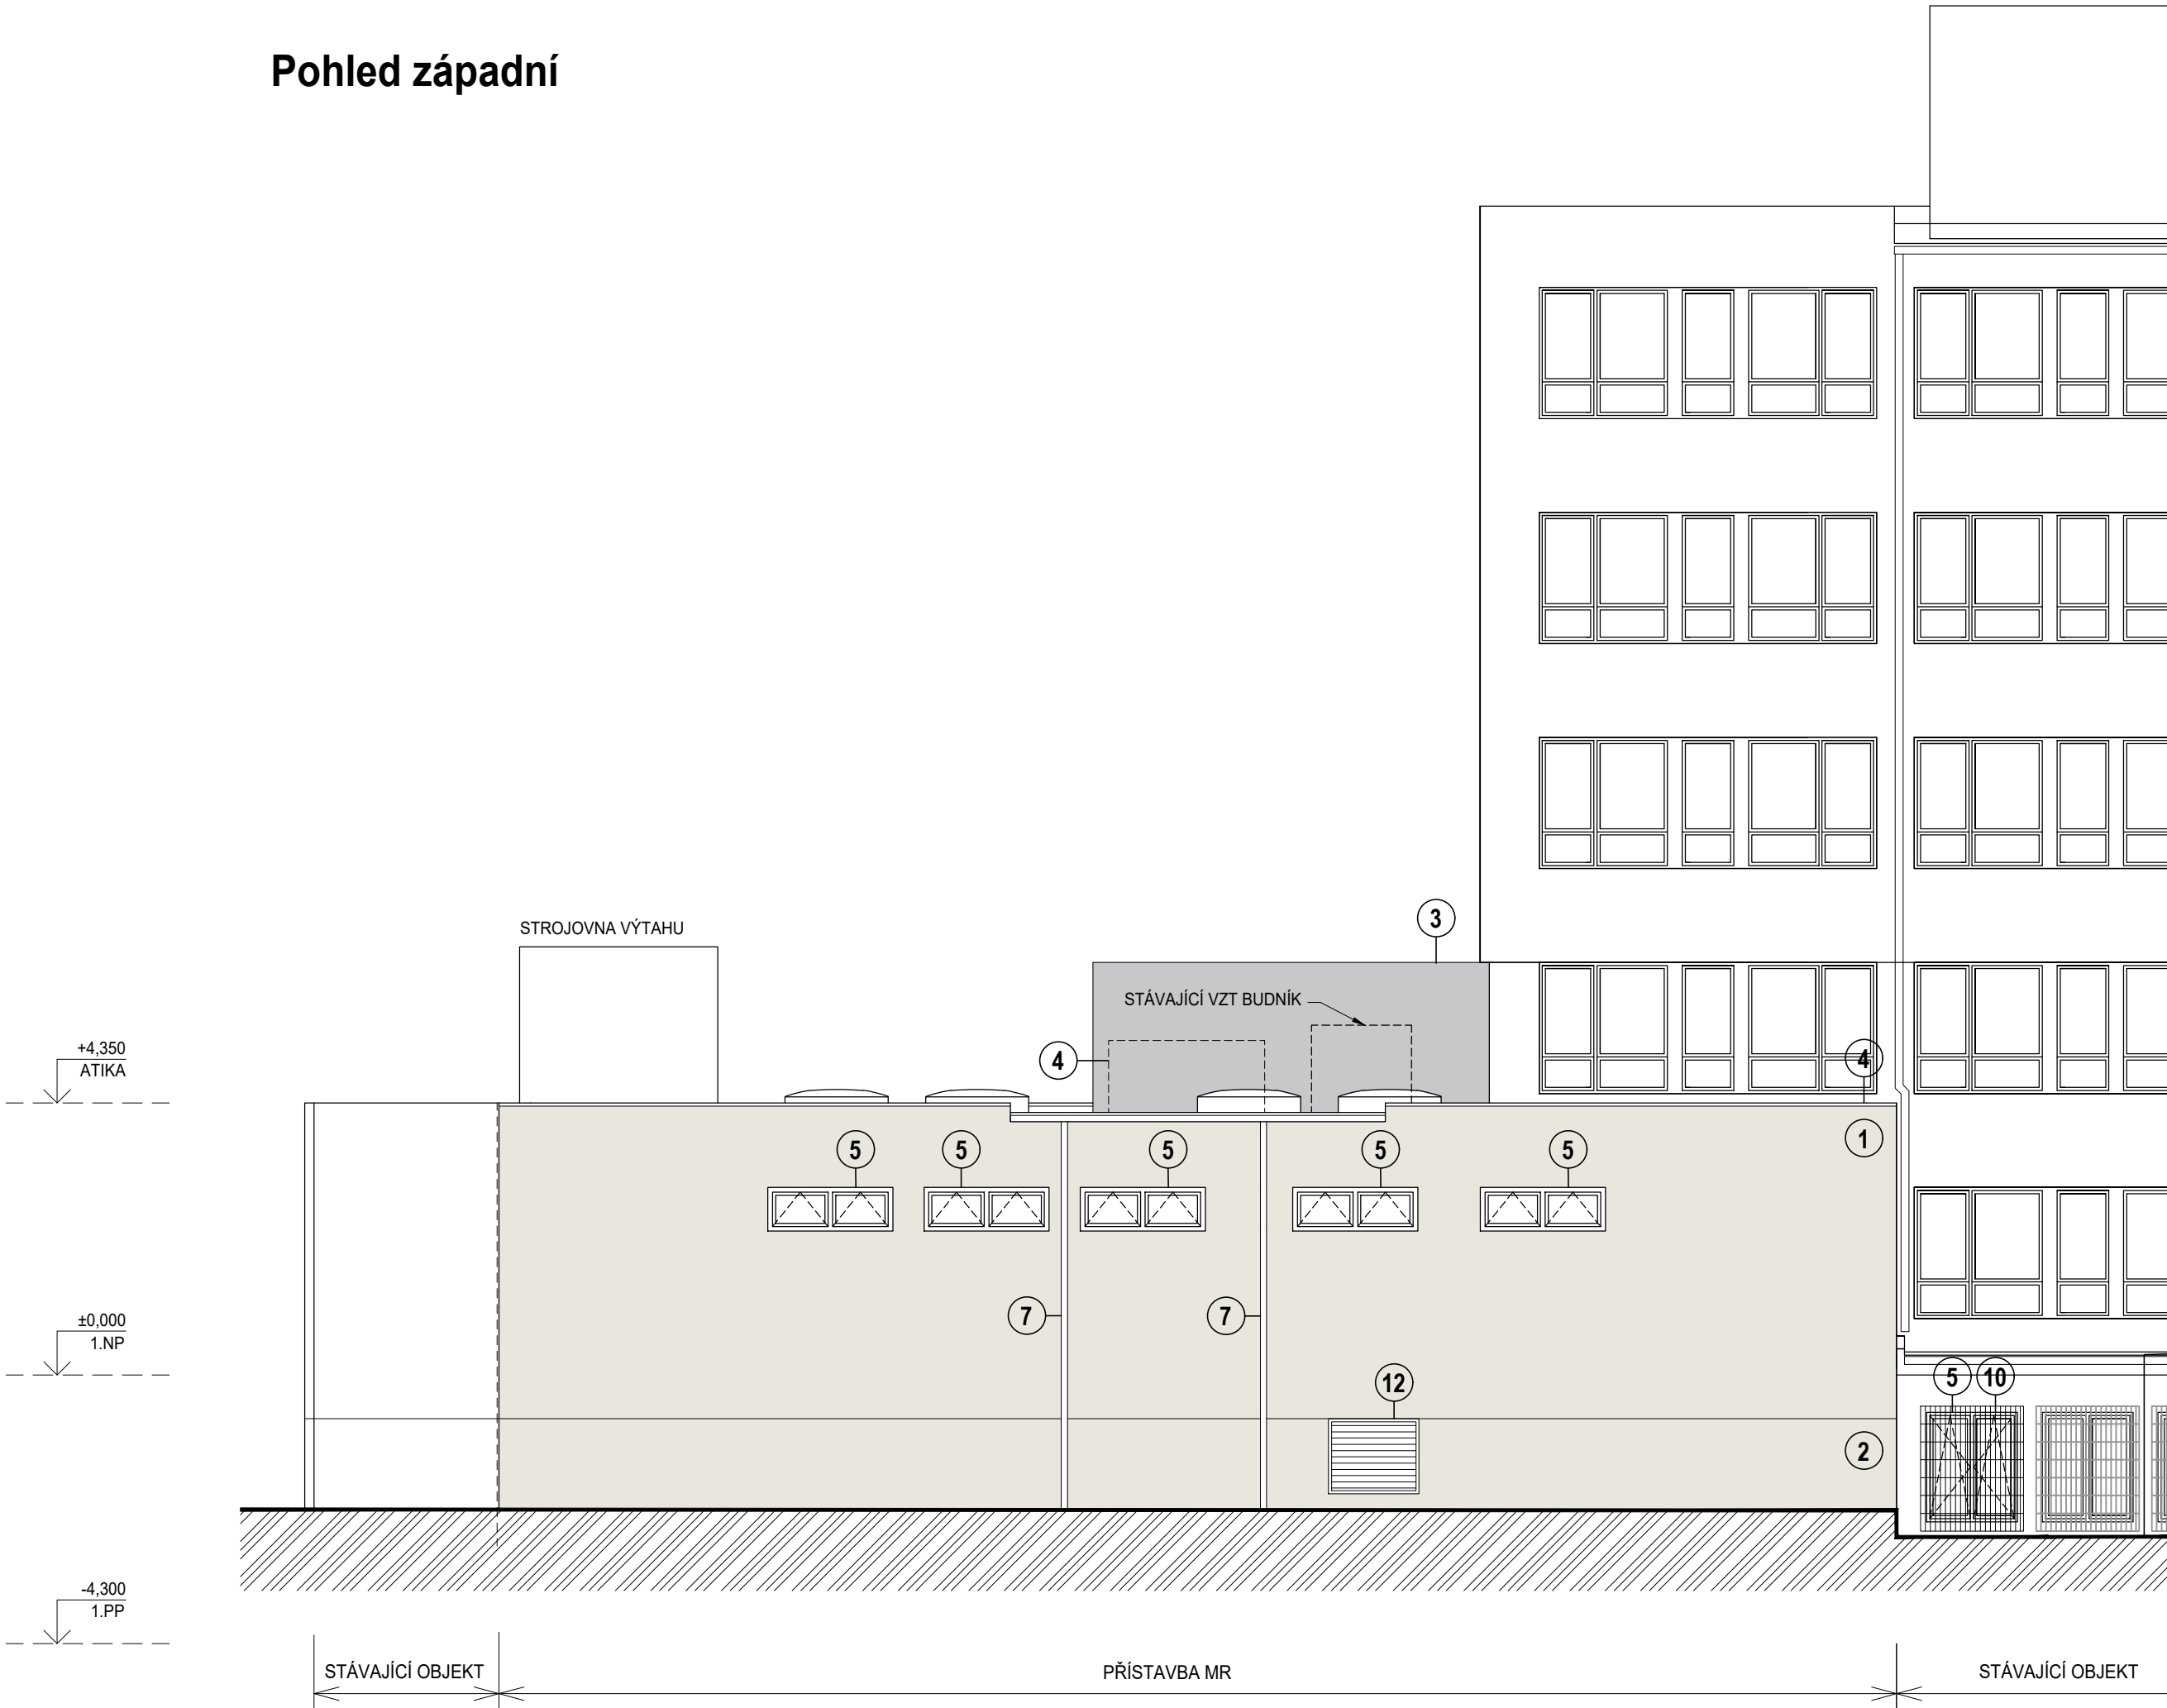 Pohled západní
STROJOVNA VÝTAHU
3
STÁVAJÍCÍ VZT BUDNÍK
+4,350
ATIKA
4
4
5
5
5
5
5
1
±0,000
1.NP
7
7
12
5
10
2
-4,300
1.PP
STÁVAJÍCÍ OBJEKT
PŘÍSTAVBA MR
STÁVAJÍCÍ OBJEKT